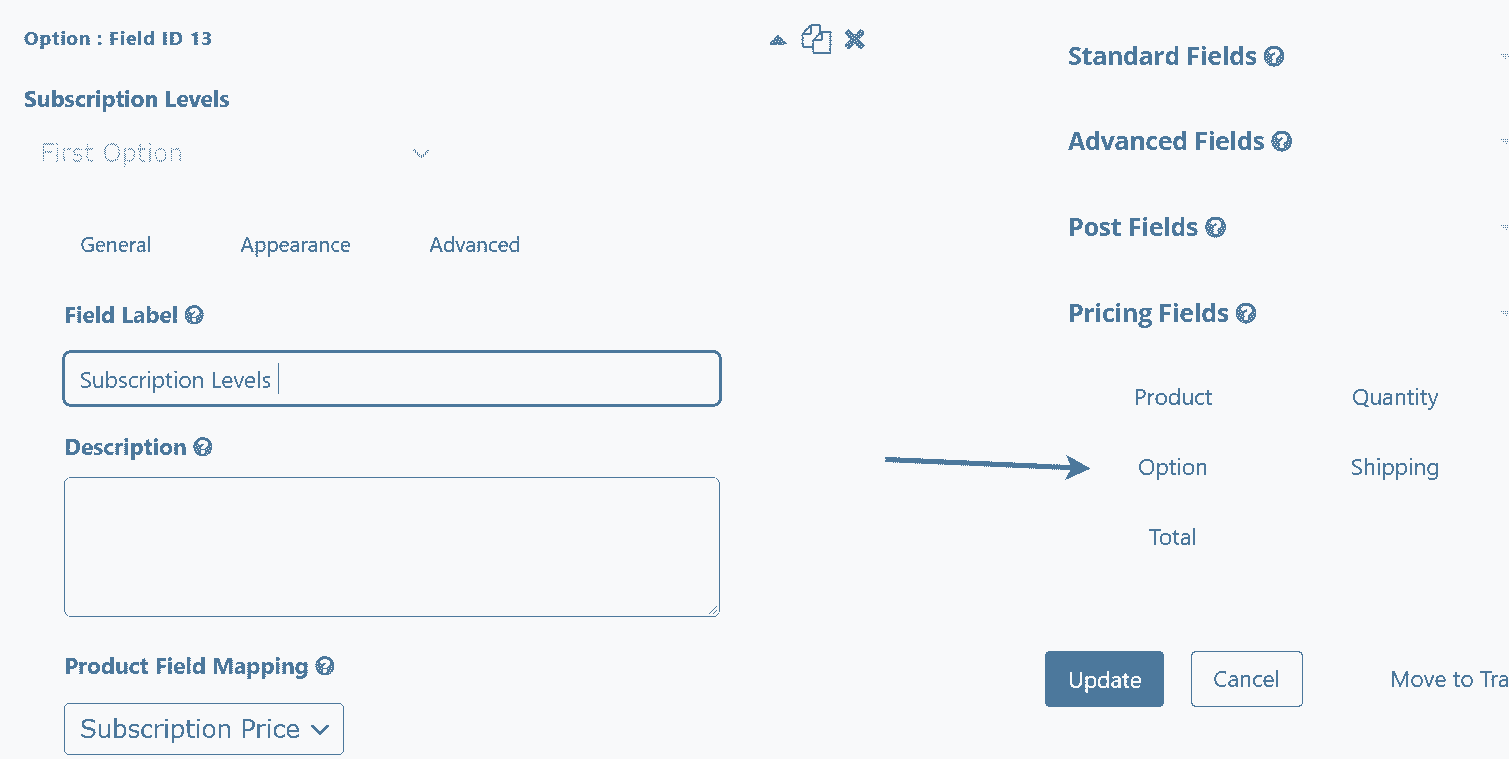 Option : Field ID 13
Subscription Levels
First Option
General Appearance Advanced
Field Label
Subscription Levels
Description
Product Field Mapping
Subscription Price
Standard Fields
Advanced Fields
Post Fields
Pricing Fields
Product Quantity
Option Shipping
Total
Update Cancel Move to Tra